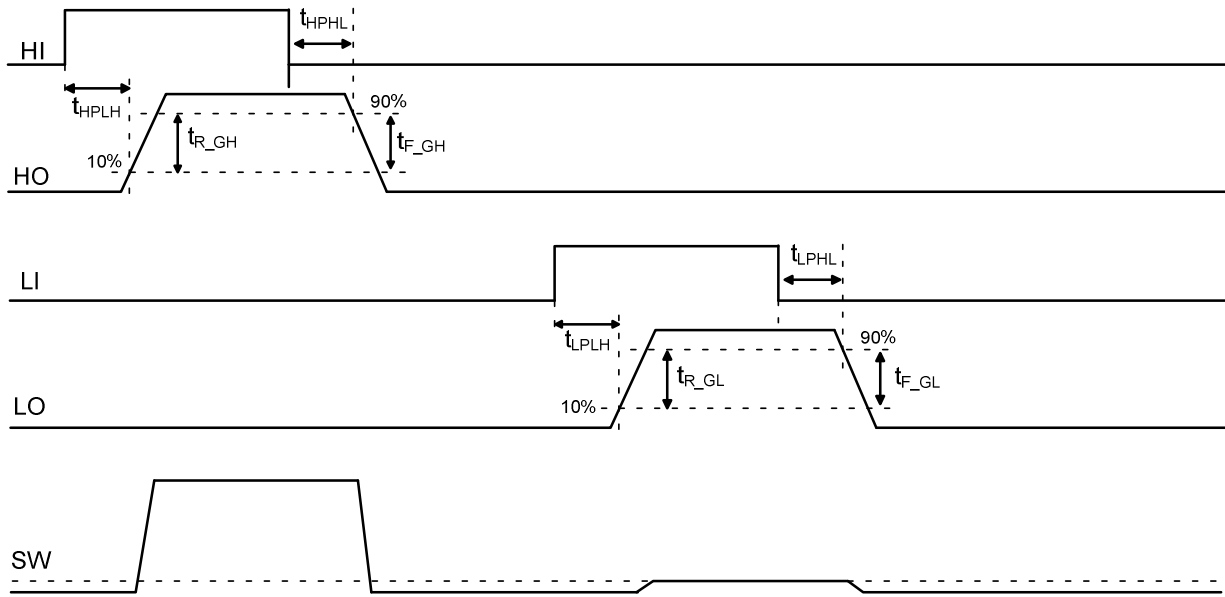 HI
tHPHL
tHPLH
90%
tR_GH
tF_GH
10%
HO
LI
tLPHL
tLPLH
90%
tR_GL
tF_GL
10%
LO
SW